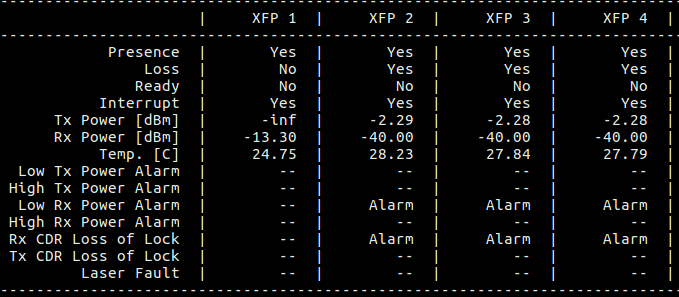 | XFP 1 | XFP 2 | XFP 3 | XFP 4 |
Presence | Yes | Yes | Yes | Yes |
Loss | No | Yes | Yes | Yes |
Ready | No | No | No | No |
Interrupt | Yes | Yes | Yes | Yes |
Tx Power [dBm] | -inf | -2.29 | -2.28 | -2.28 |
Rx Power [dBm] | -13.30 | -40.00 | -40.00 | -40.00 |
Temp. [C] | 24.75 | 28.23 | 27.84 | 27.79 |
Low Tx Power Alarm | -- | -- | -- | -- |
High Tx Power Alarm | -- | -- | -- | -- |
Low Rx Power Alarm | -- | Alarm | Alarm | Alarm |
High Rx Power Alarm | -- | -- | -- | -- |
Rx CDR Loss of Lock | -- | Alarm | Alarm | Alarm |
Tx CDR Loss of Lock | -- | -- | -- | -- |
Laser Fault | -- | -- | -- | -- |